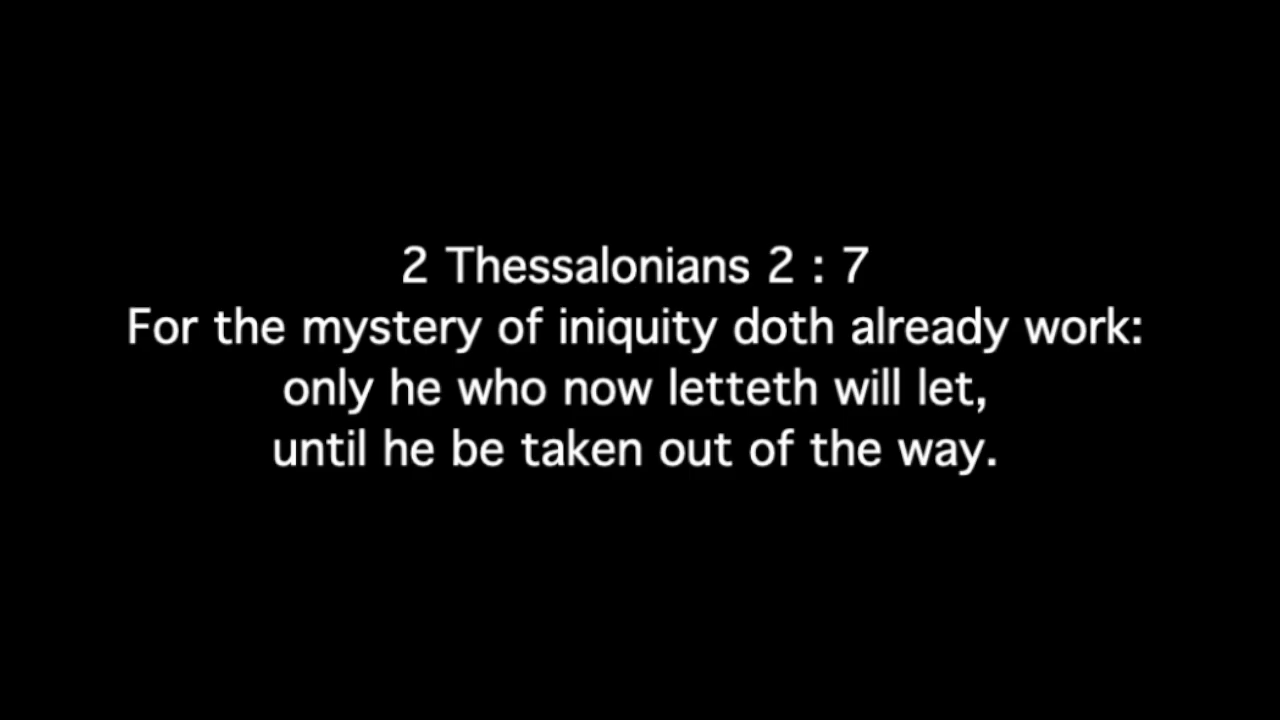 2 Thessalonians 2 : 7
For the mystery of iniquity doth already work:
only he who now letteth will let,
until he be taken out of the way.